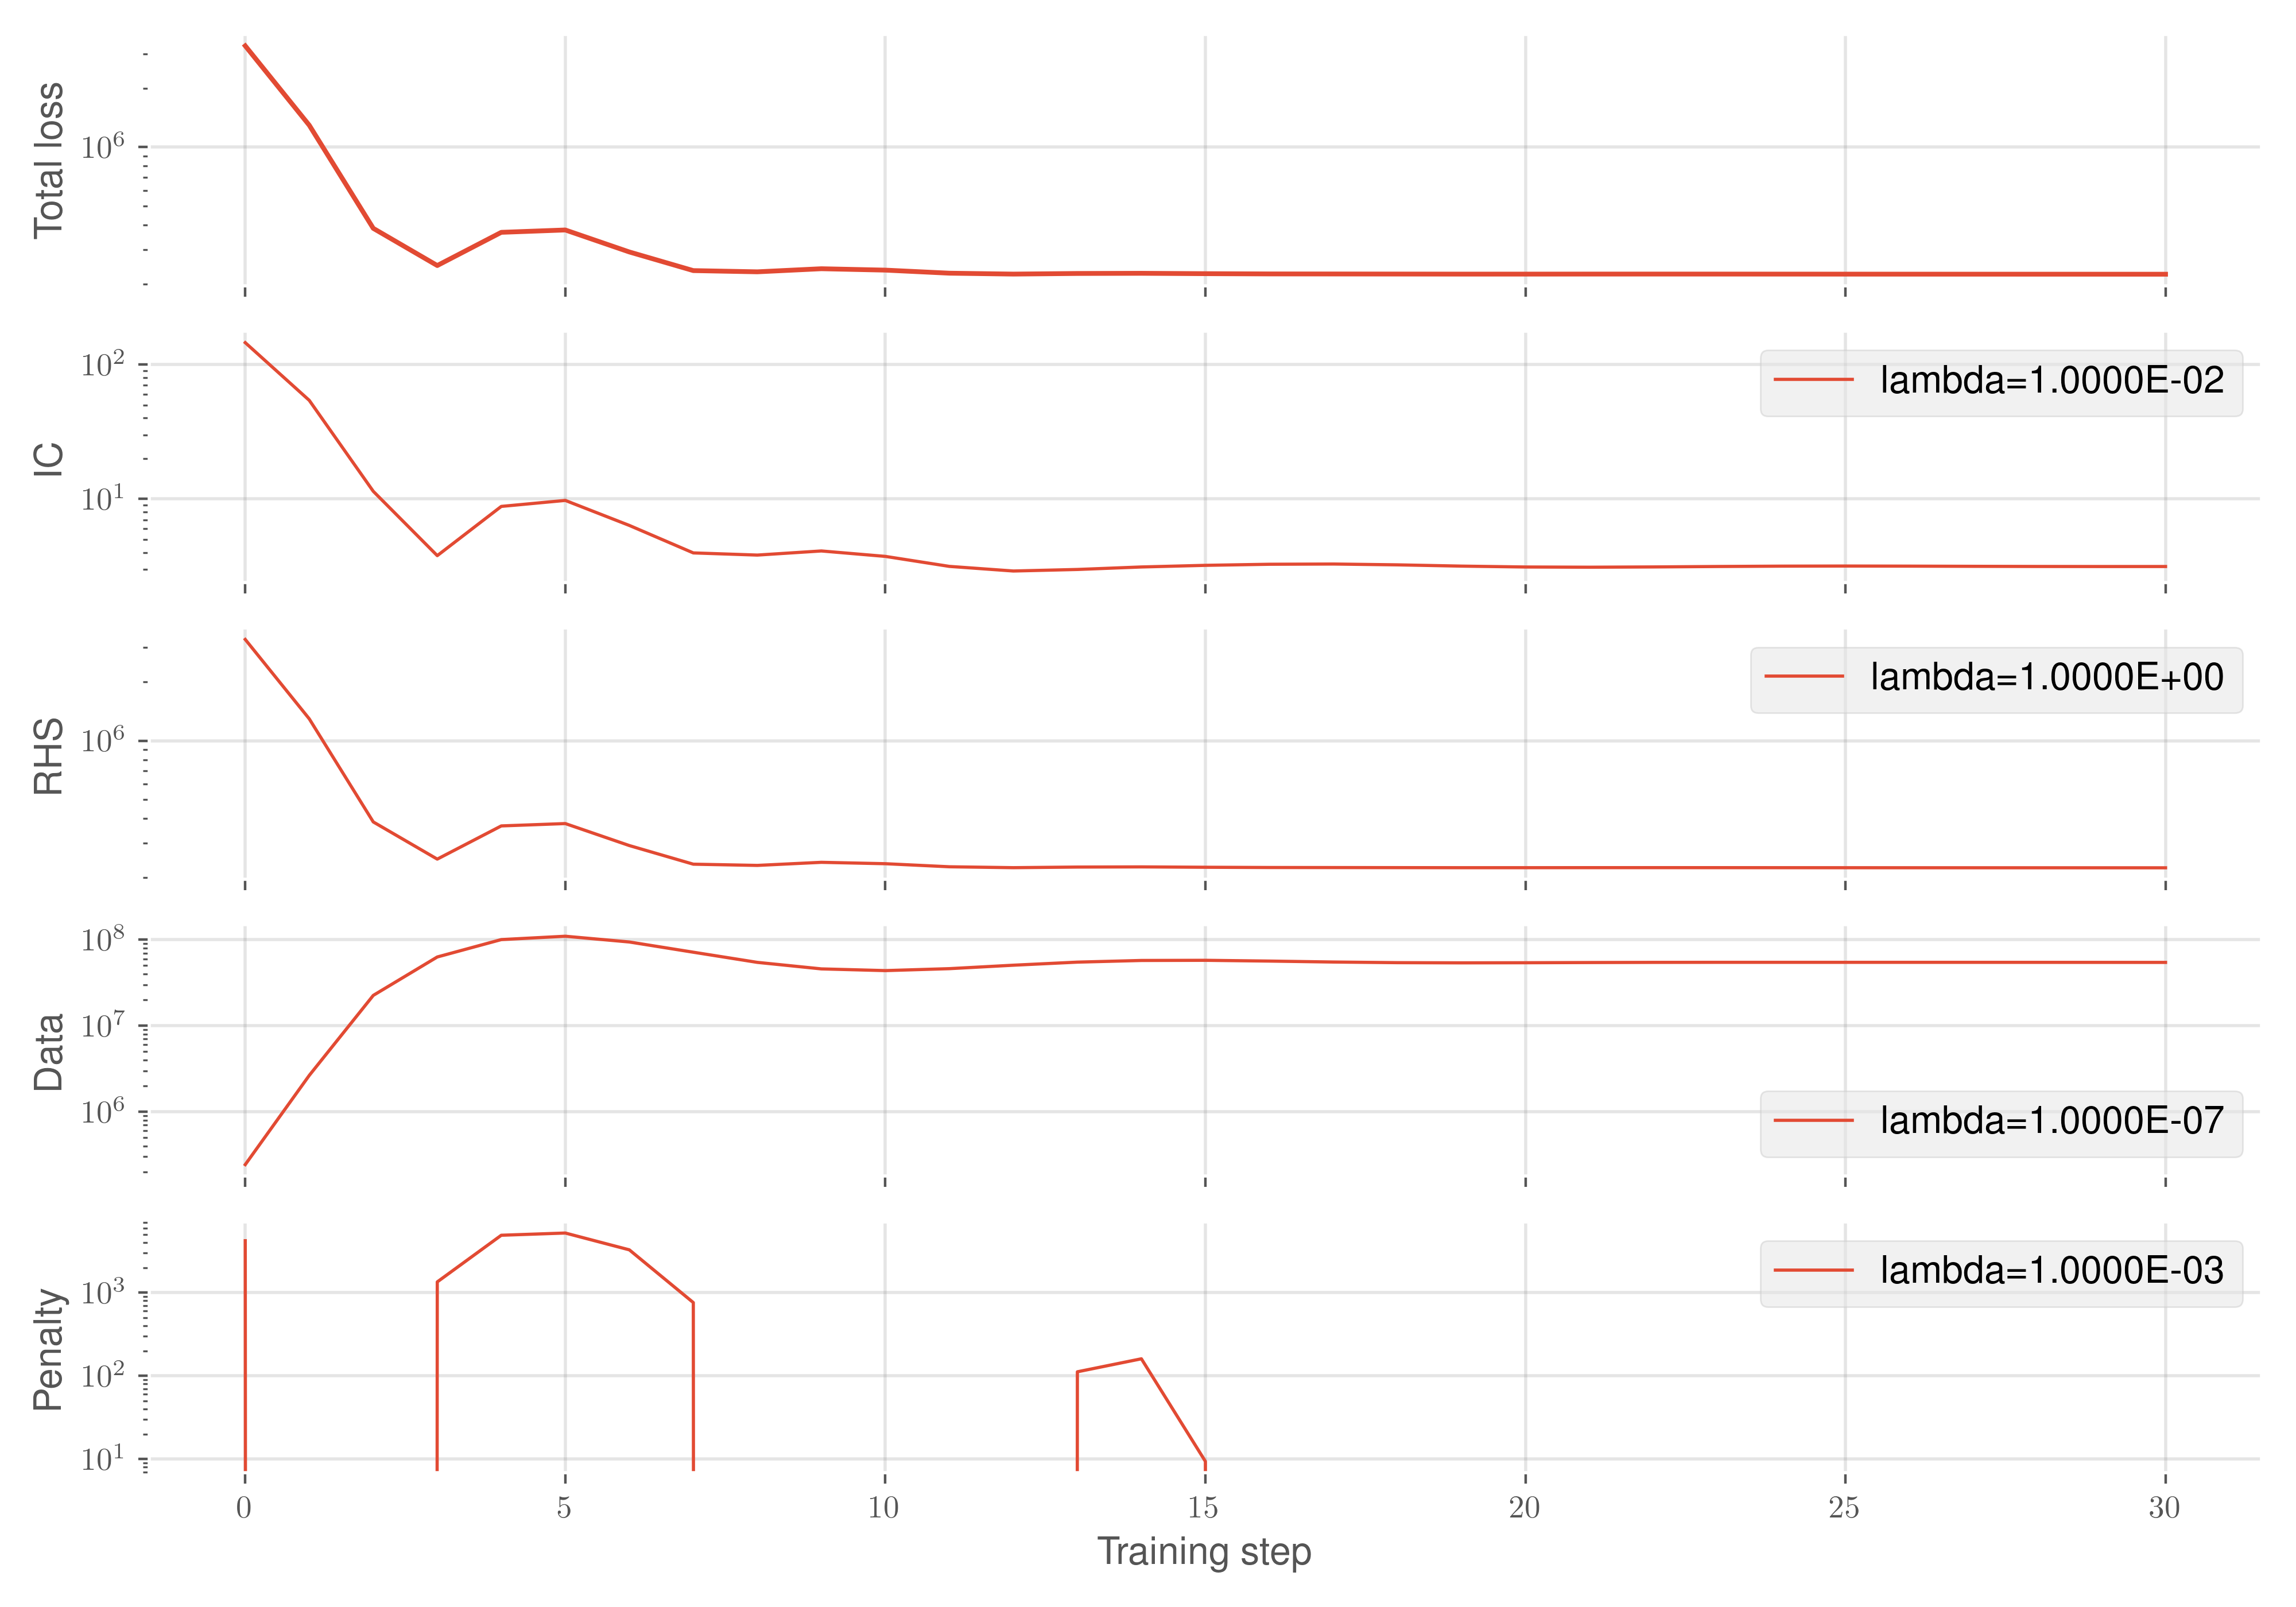 Total loss
10^6
IC
10^2
10^1
lambda=1.0000E-02
RHS
10^6
lambda=1.0000E+00
Data
10^8
10^7
10^6
lambda=1.0000E-07
Penalty
10^3
10^2
10^1
lambda=1.0000E-03
0 5 10 15 20 25 30
Training step